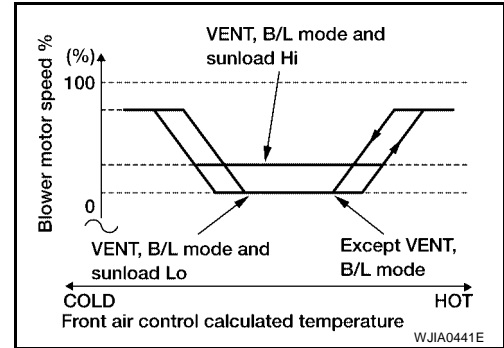 VENT, B/L mode and
sunload Hi
(%)
100
Blower motor speed %
0
VENT, B/L mode and
sunload Lo
Except VENT,
B/L mode
COLD
HOT
Front air control calculated temperature
WJIA0441E